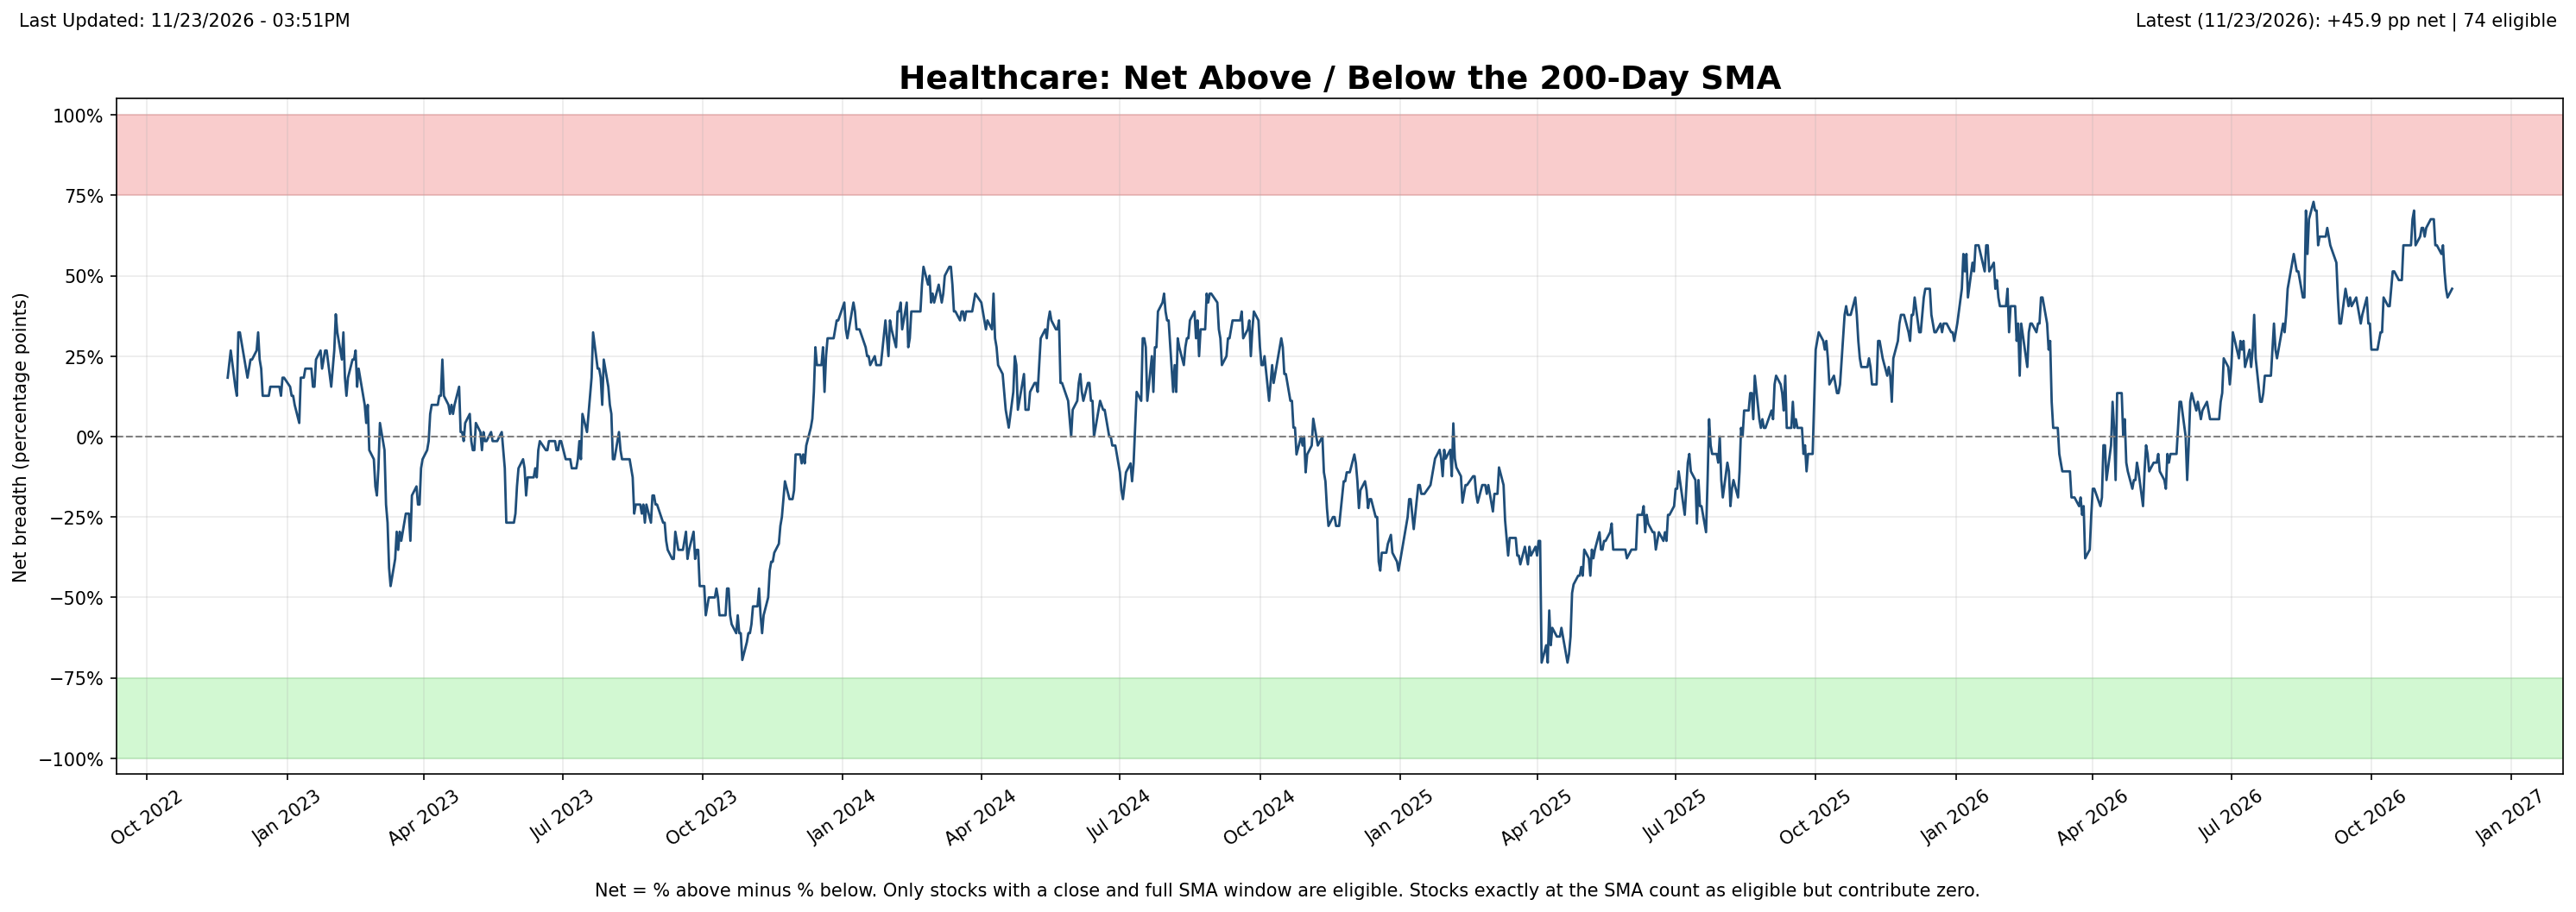 Last Updated: 11/23/2026 - 03:51PM
Latest (11/23/2026): +45.9 pp net | 74 eligible
Healthcare: Net Above / Below the 200-Day SMA
Net breadth (percentage points)
100%
75%
50%
25%
0%
−25%
−50%
−75%
−100%
Oct 2022
Jan 2023
Apr 2023
Jul 2023
Oct 2023
Jan 2024
Apr 2024
Jul 2024
Oct 2024
Jan 2025
Apr 2025
Jul 2025
Oct 2025
Jan 2026
Apr 2026
Jul 2026
Oct 2026
Jan 2027
Net = % above minus % below. Only stocks with a close and full SMA window are eligible. Stocks exactly at the SMA count as eligible but contribute zero.